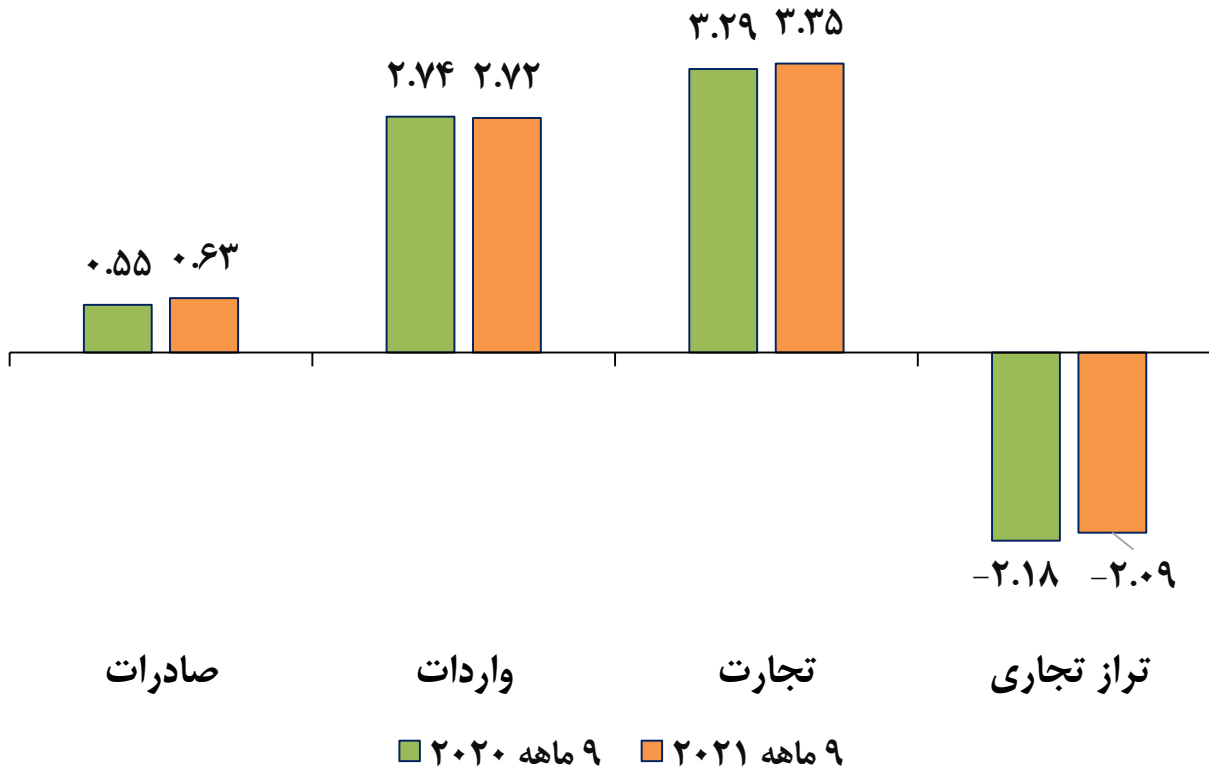 ۳.۲۹ ۳.۳۵
۲.۷۴ ۲.۷۲
۰.۵۵ ۰.۶۳
-۲.۱۸ -۲.۰۹
صادرات واردات تجارت تراز تجاری
۹ ماهه ۲۰۲۰ ۹ ماهه ۲۰۲۱